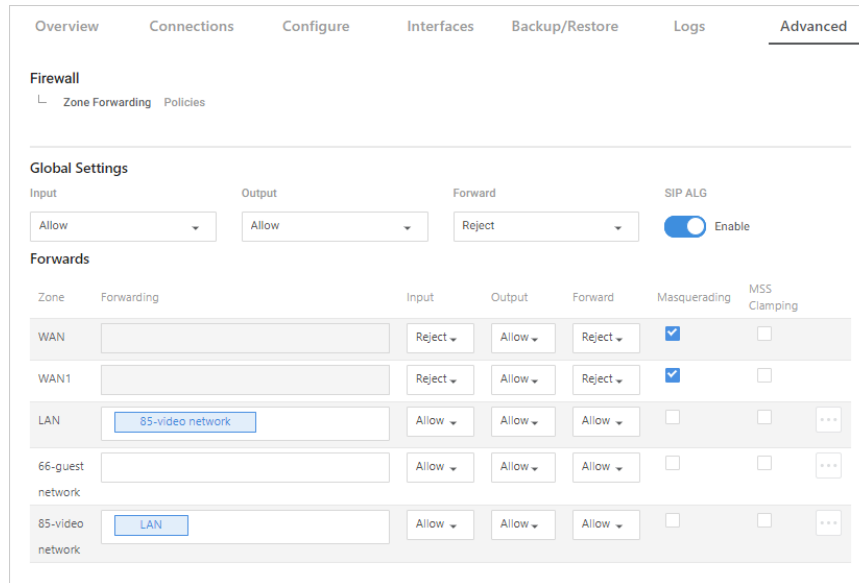 Overview Connections Configure Interfaces Backup/Restore Logs Advanced
Firewall
Zone Forwarding Policies
Global Settings
Input Output Forward SIP ALG
Allow Allow Reject Enable
Forwards
Zone Forwarding Input Output Forward Masquerading MSS Clamping
WAN Reject Allow Reject
WAN1 Reject Allow Reject
LAN 85-video network Allow Allow Allow ...
66-guest network Allow Allow Allow ...
85-video network LAN Allow Allow Allow ...